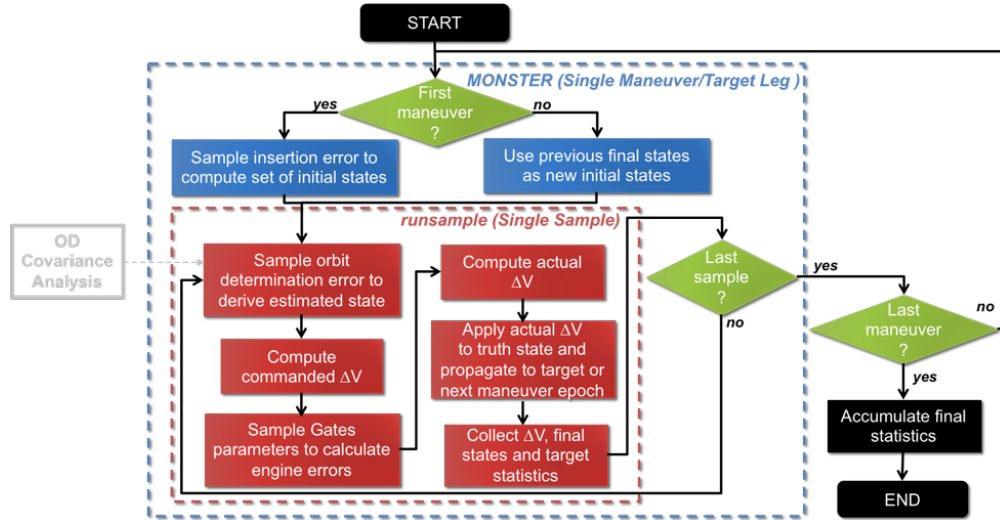 START
MONSTER (Single Maneuver/Target Leg )
First
maneuver
?
yes
no
Sample insertion error to
compute set of initial states
Use previous final states
as new initial states
runsample (Single Sample)
OD
Covariance
Analysis
Sample orbit
determination error to
derive estimated state
Compute
commanded ΔV
Sample Gates
parameters to calculate
engine errors
Compute actual
ΔV
Apply actual ΔV
to truth state and
propagate to target or
next maneuver epoch
Collect ΔV, final
states and target
statistics
Last
sample
?
yes
no
Last
maneuver
?
no
yes
Accumulate final
statistics
END